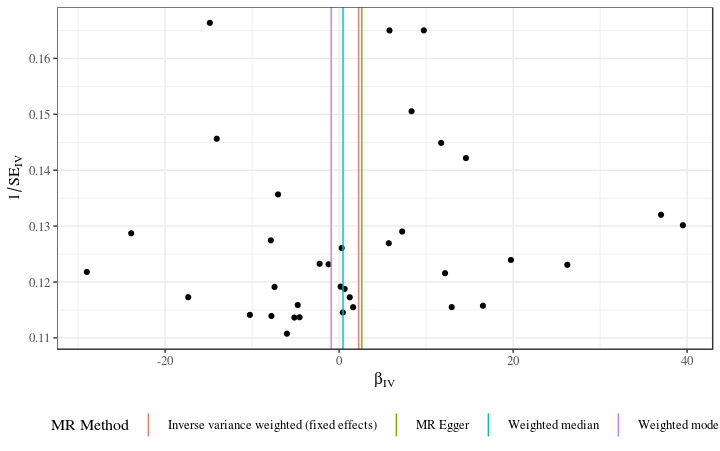 0.16
0.15
0.14
0.13
0.12
0.11
1/SE_IV
-20 0 20 40
β_IV
MR Method Inverse variance weighted (fixed effects) MR Egger Weighted median Weighted mode